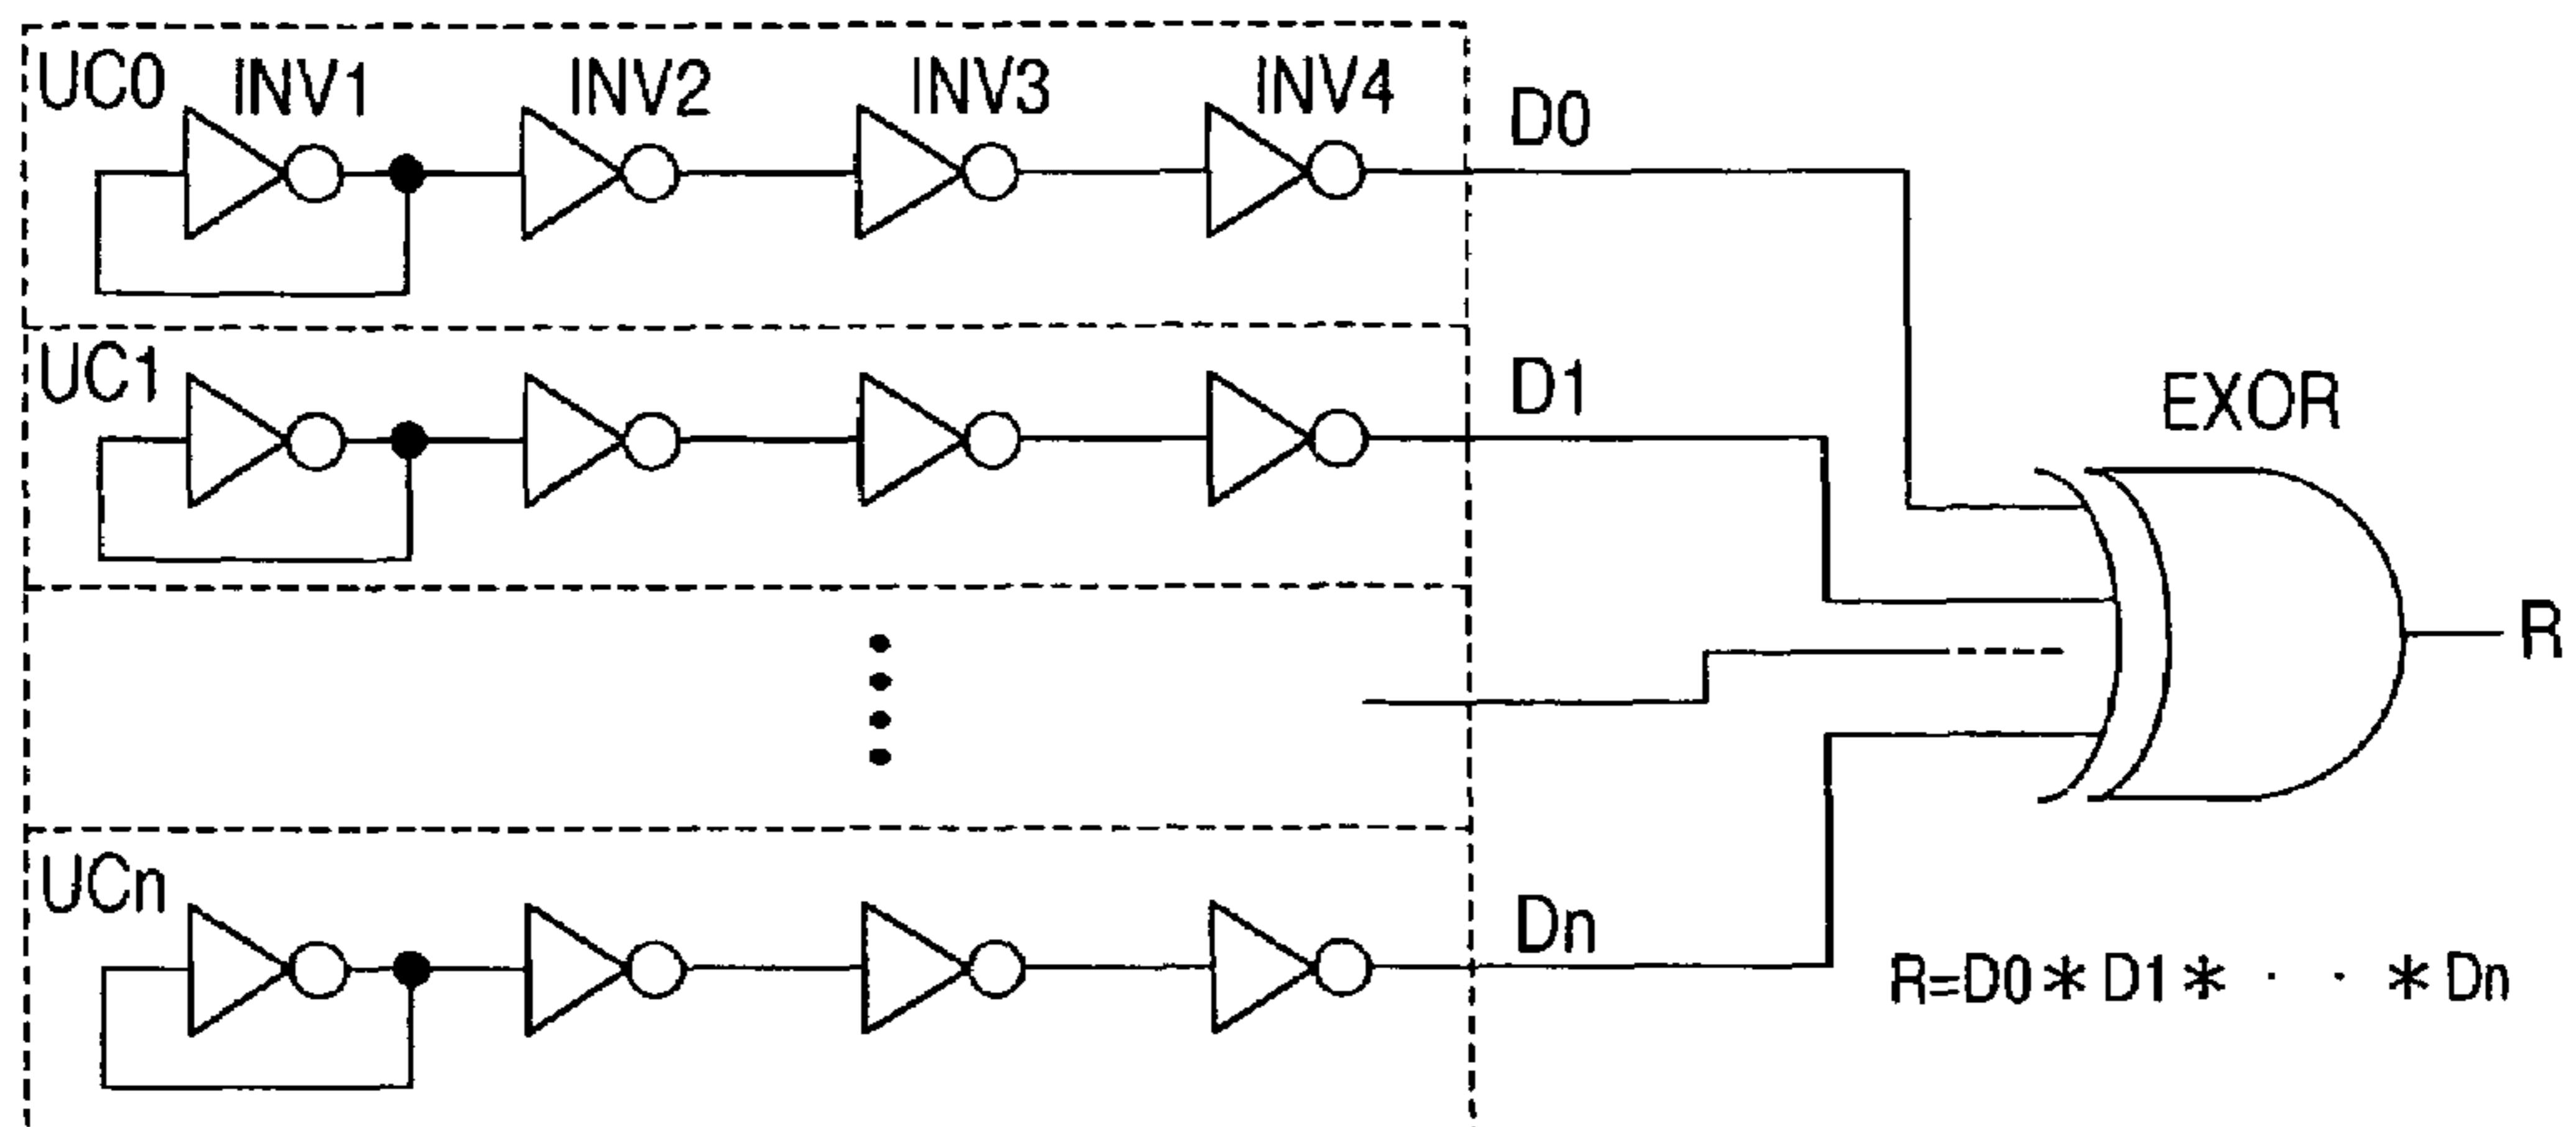 UC0 INV1 INV2 INV3 INV4
D0
UC1
D1
EXOR
R
UCn
Dn
R=D0＊D1＊・・＊Dn